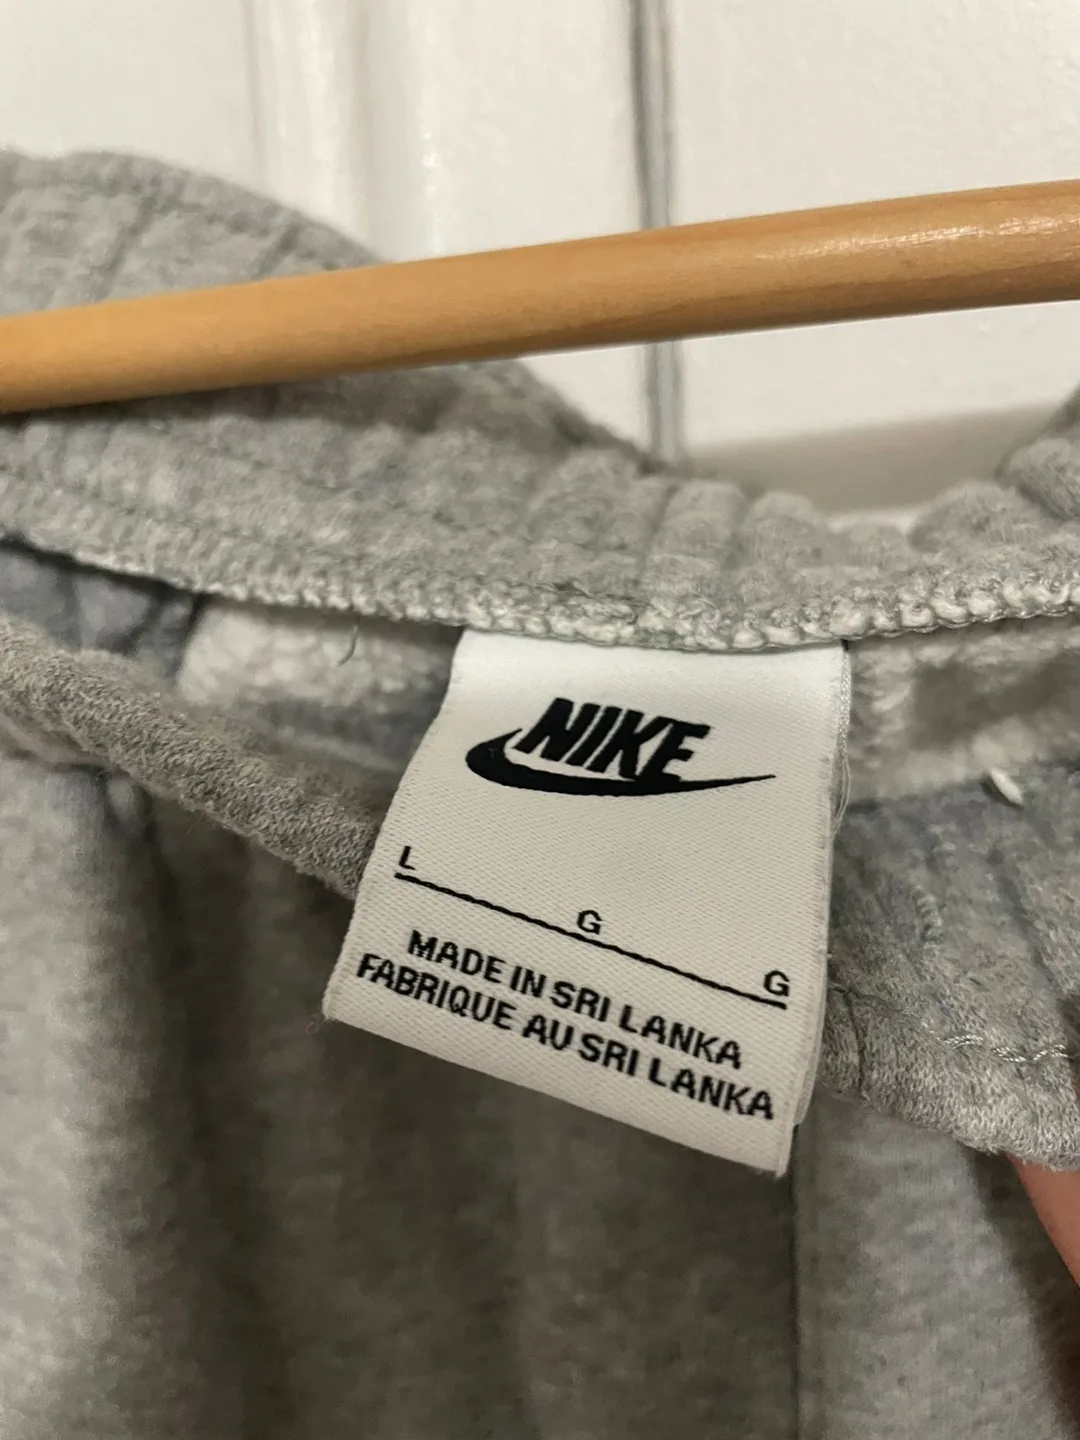 NIKE
L G G
MADE IN SRI LANKA
FABRIQUE AU SRI LANKA